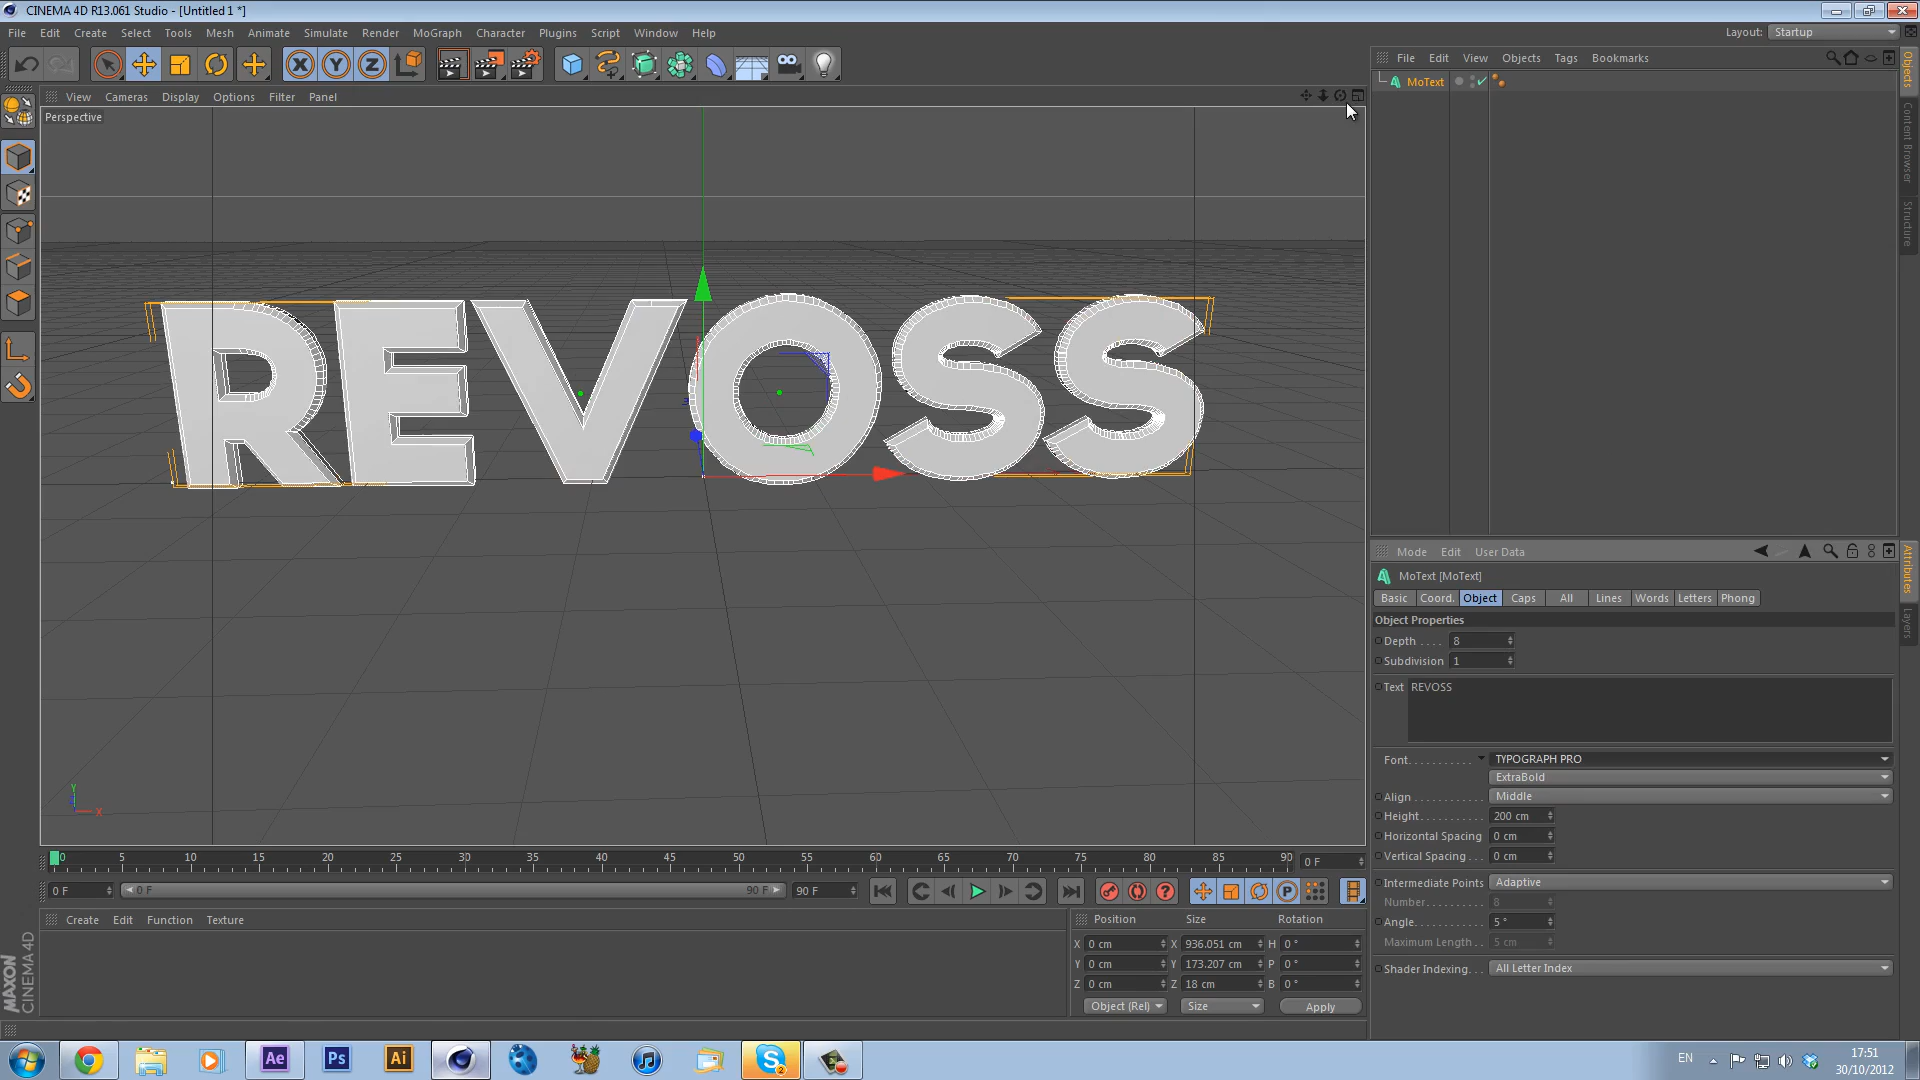 CINEMA 4D R13.061 Studio - [Untitled 1 *]
File Edit Create Select Tools Mesh Animate Simulate Render MoGraph Character Plugins Script Window Help
Layout: Startup
File Edit View Objects Tags Bookmarks
MoText
View Cameras Display Options Filter Panel
Perspective
REVOSS
Y
X
Objects
Content Browser
Structure
Mode Edit User Data
MoText [MoText]
Basic Coord. Object Caps All Lines Words Letters Phong
Object Properties
Depth . . . . 8
Subdivision 1
Text REVOSS
Font. . . . . . . . . . . TYPOGRAPH PRO
ExtraBold
Align . . . . . . . . . . . Middle
Height. . . . . . . . . . . 200 cm
Horizontal Spacing 0 cm
Vertical Spacing . . . 0 cm
Intermediate Points Adaptive
Number. . . . . . . . . . 8
Angle. . . . . . . . . . . 5 °
Maximum Length . . 5 cm
Shader Indexing. . . All Letter Index
Attributes
Layers
0 5 10 15 20 25 30 35 40 45 50 55 60 65 70 75 80 85 90 0 F
0 F 0 F 90 F 90 F
Create Edit Function Texture
Position Size Rotation
X 0 cm X 936.051 cm H 0 °
Y 0 cm Y 173.207 cm P 0 °
Z 0 cm Z 18 cm B 0 °
Object (Rel) Size Apply
MAXON
CINEMA 4D
Ae Ps Ai S 2
EN
17:51
30/10/2012